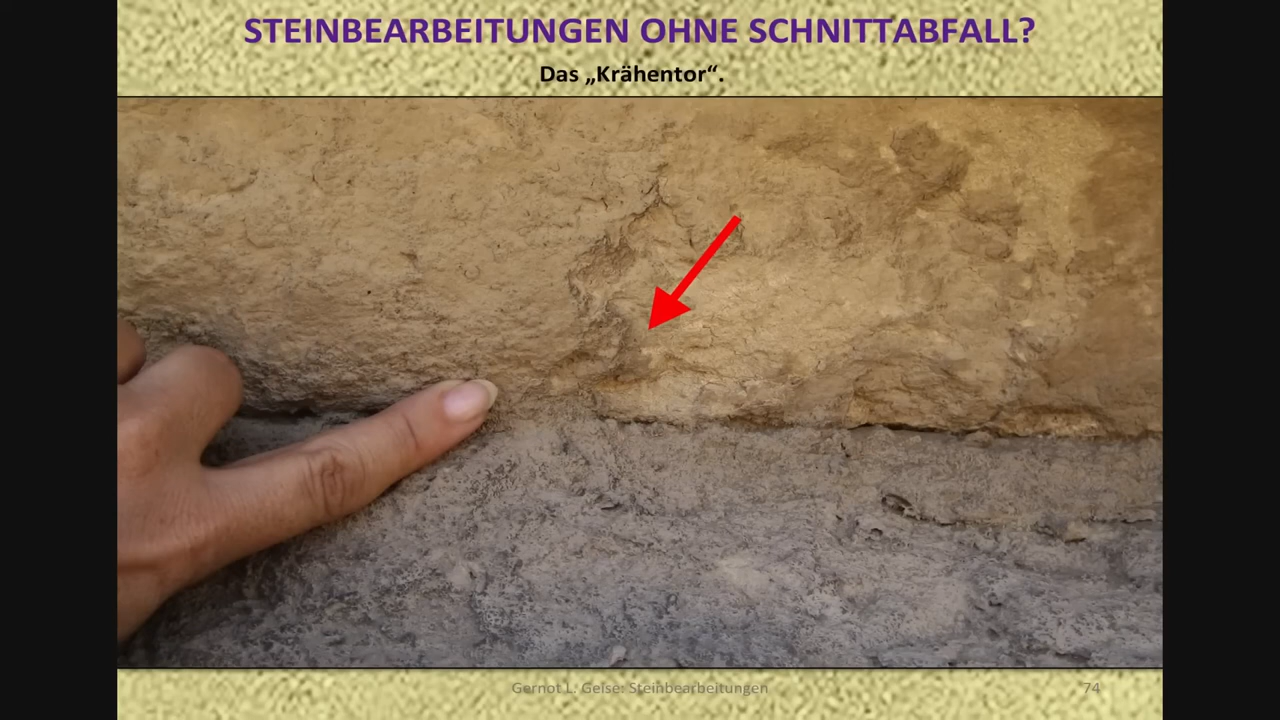 STEINBEARBEITUNGEN OHNE SCHNITTABFALL?
Das „Krähentor“.
Gernot L. Geise: Steinbearbeitungen
74